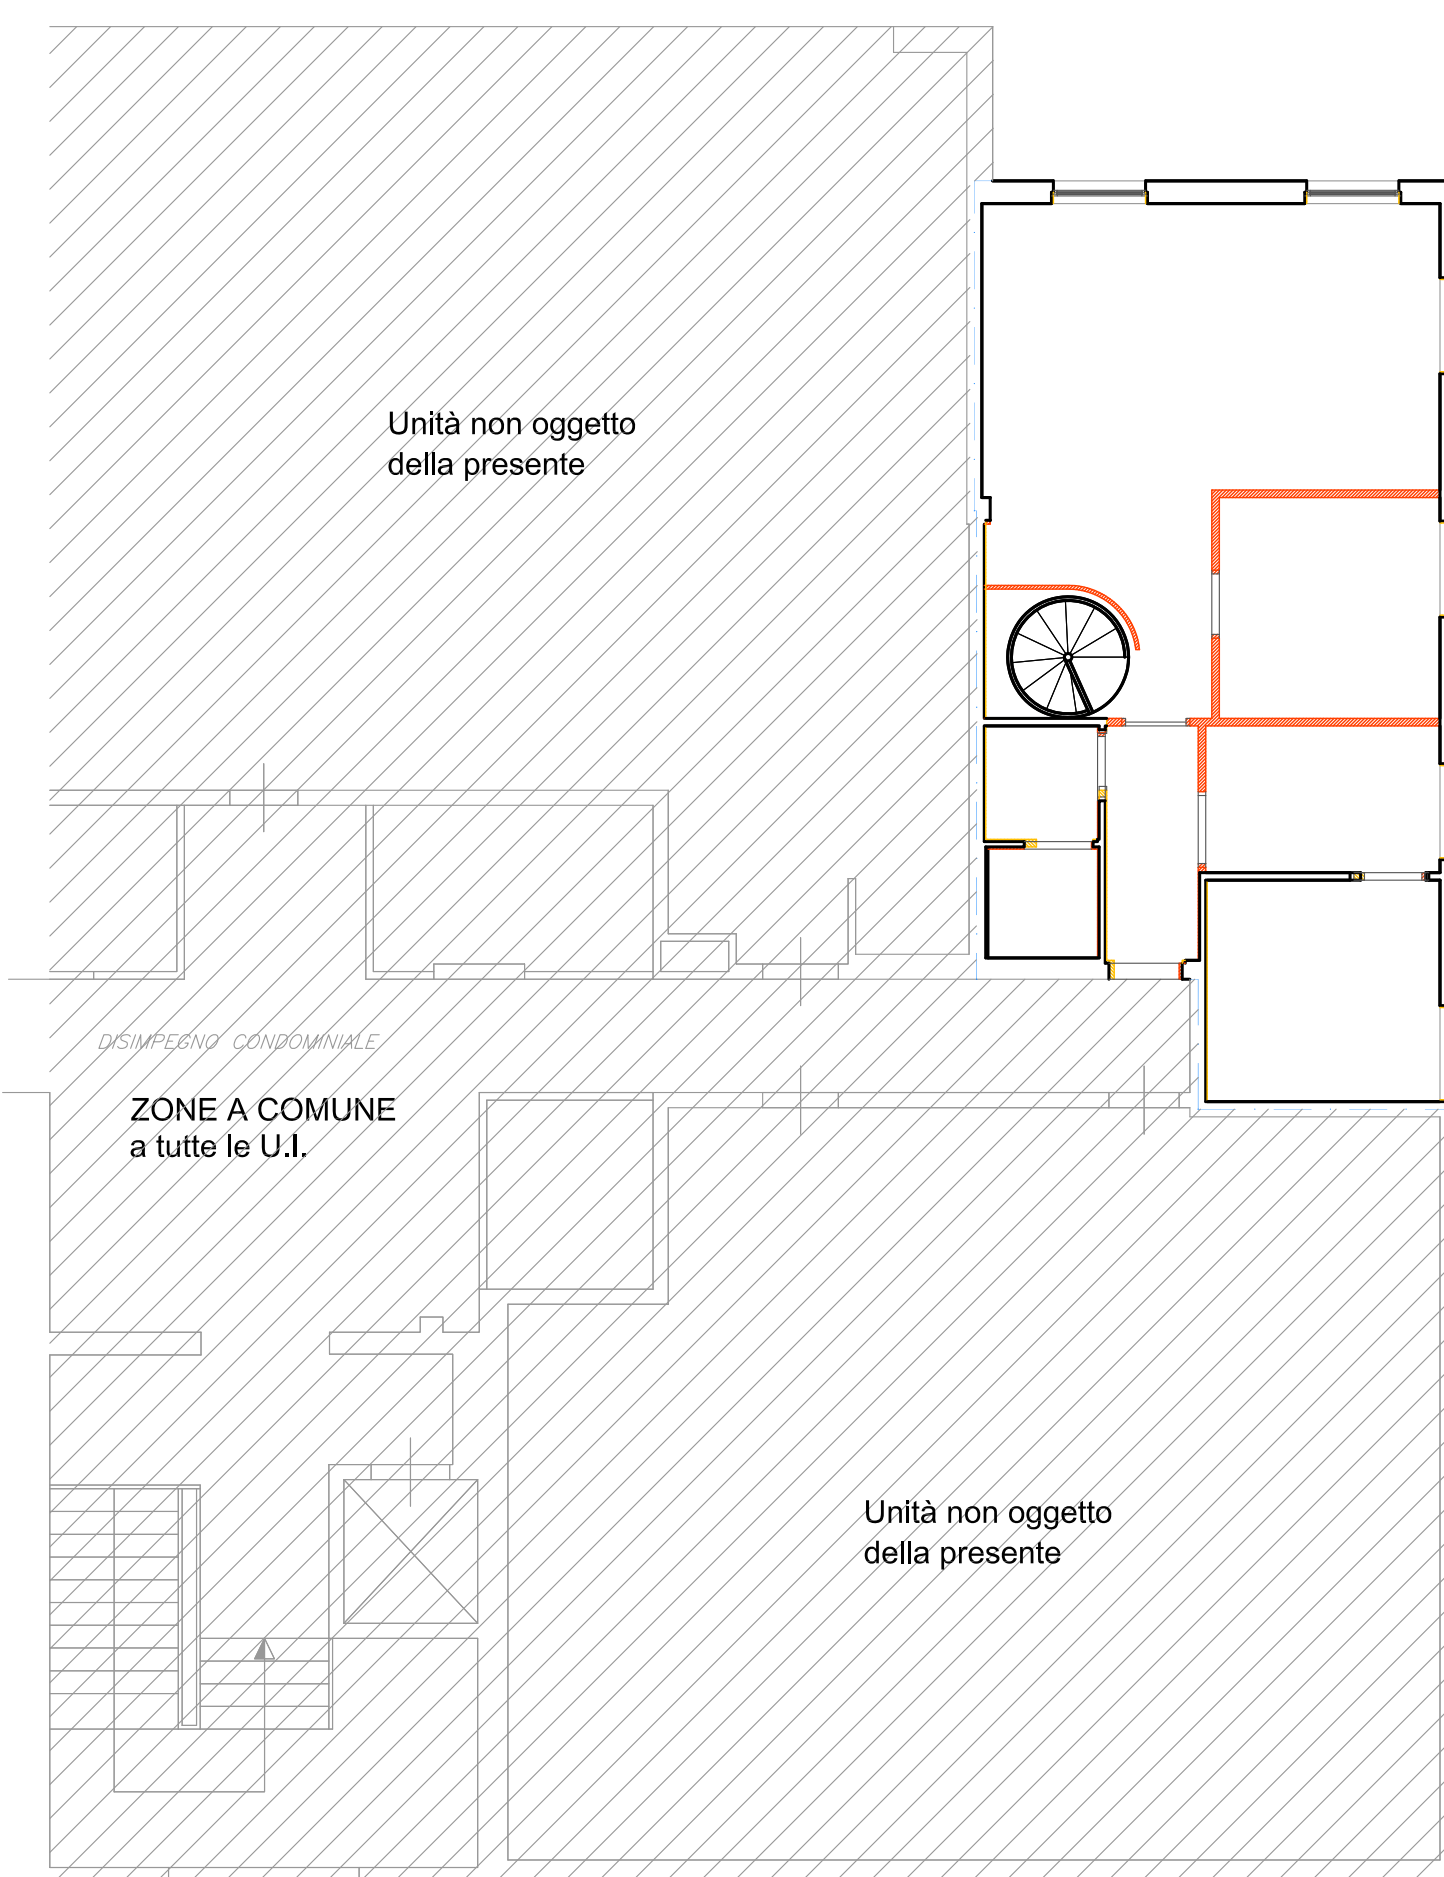 Unità non oggetto
della presente
DISIMPEGNO CONDOMINIALE
ZONE A COMUNE
a tutte le U.I.
Unità non oggetto
della presente